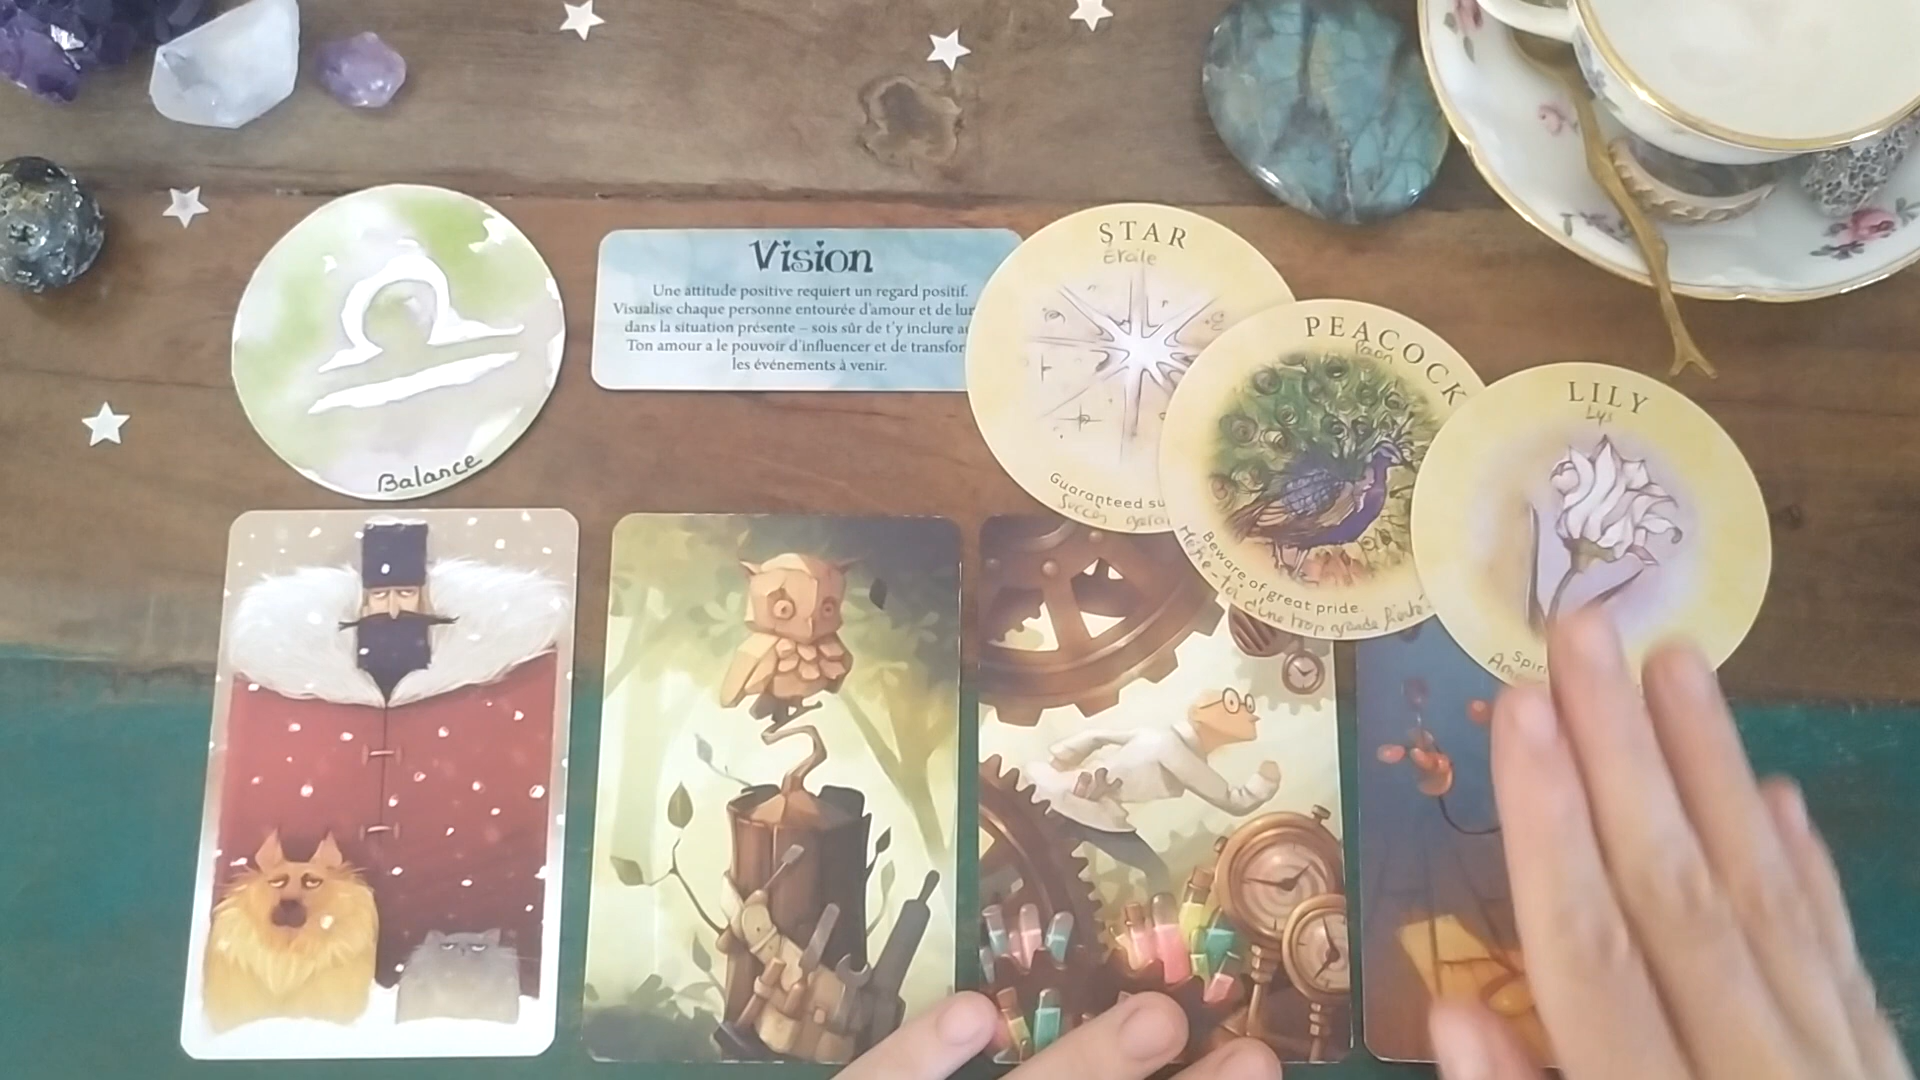 Balance
Vision
Une attitude positive requiert un regard positif.
Visualise chaque personne entourée d'amour et de lu
dans la situation présente – sois sûr de t'y inclure au
Ton amour a le pouvoir d'influencer et de transfor
les événements à venir.
STAR
Etoile
Guaranteed su
Succès garan
PEACOCK
Paon
Beware of great pride.
Méfie-toi d'une trop grande fierté
LILY
Lys
Spiri